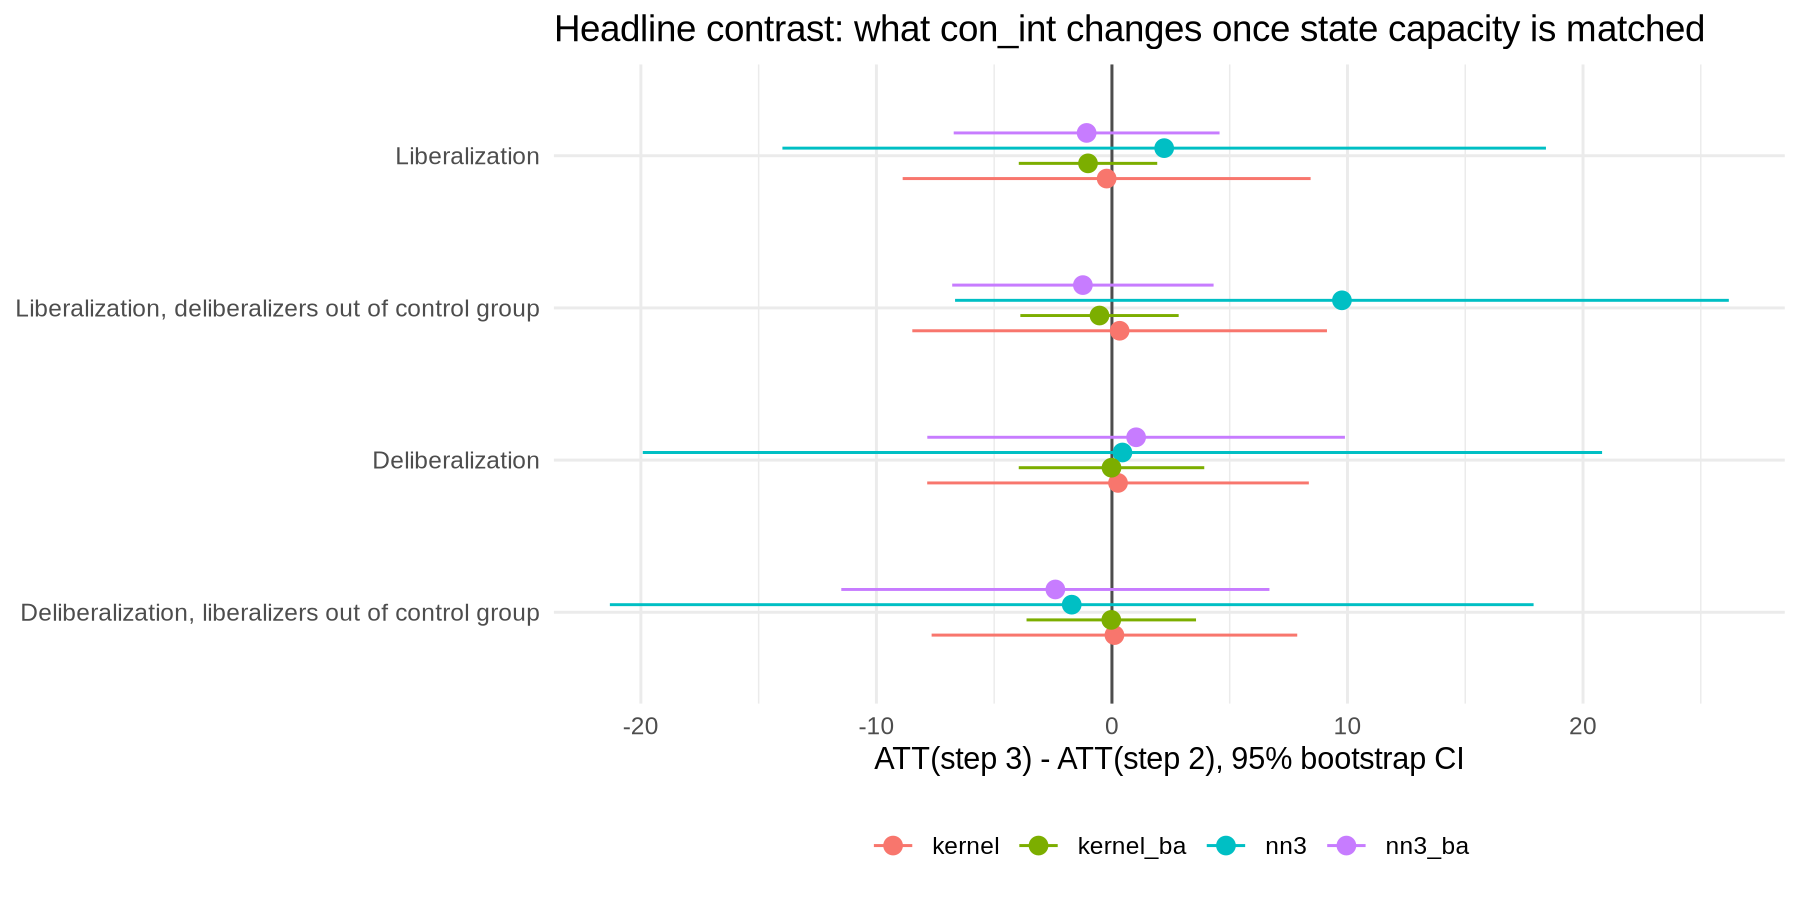 Headline contrast: what con_int changes once state capacity is matched
Liberalization
Liberalization, deliberalizers out of control group
Deliberalization
Deliberalization, liberalizers out of control group
-20 -10 0 10 20
ATT(step 3) - ATT(step 2), 95% bootstrap CI
kernel kernel_ba nn3 nn3_ba